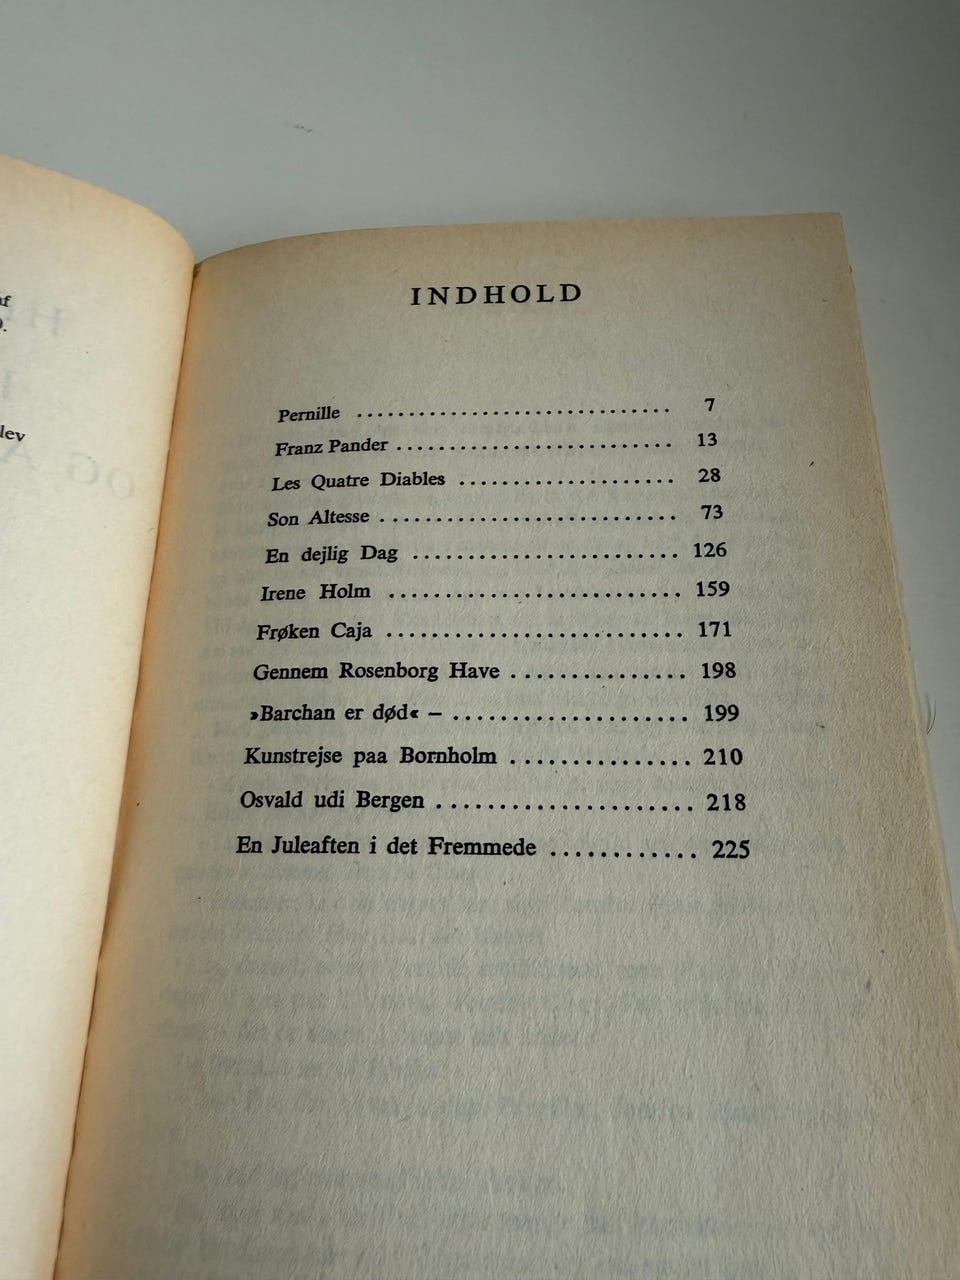 af
lev
INDHOLD
Pernille .............................. 7
Franz Pander .......................... 13
Les Quatre Diables .................... 28
Son Altesse ........................... 73
En dejlig Dag ......................... 126
Irene Holm ........................... 159
Frøken Caja .......................... 171
Gennem Rosenborg Have ............... 198
»Barchan er død« – .................... 199
Kunstrejse paa Bornholm ............... 210
Osvald udi Bergen ..................... 218
En Juleaften i det Fremmede ............ 225